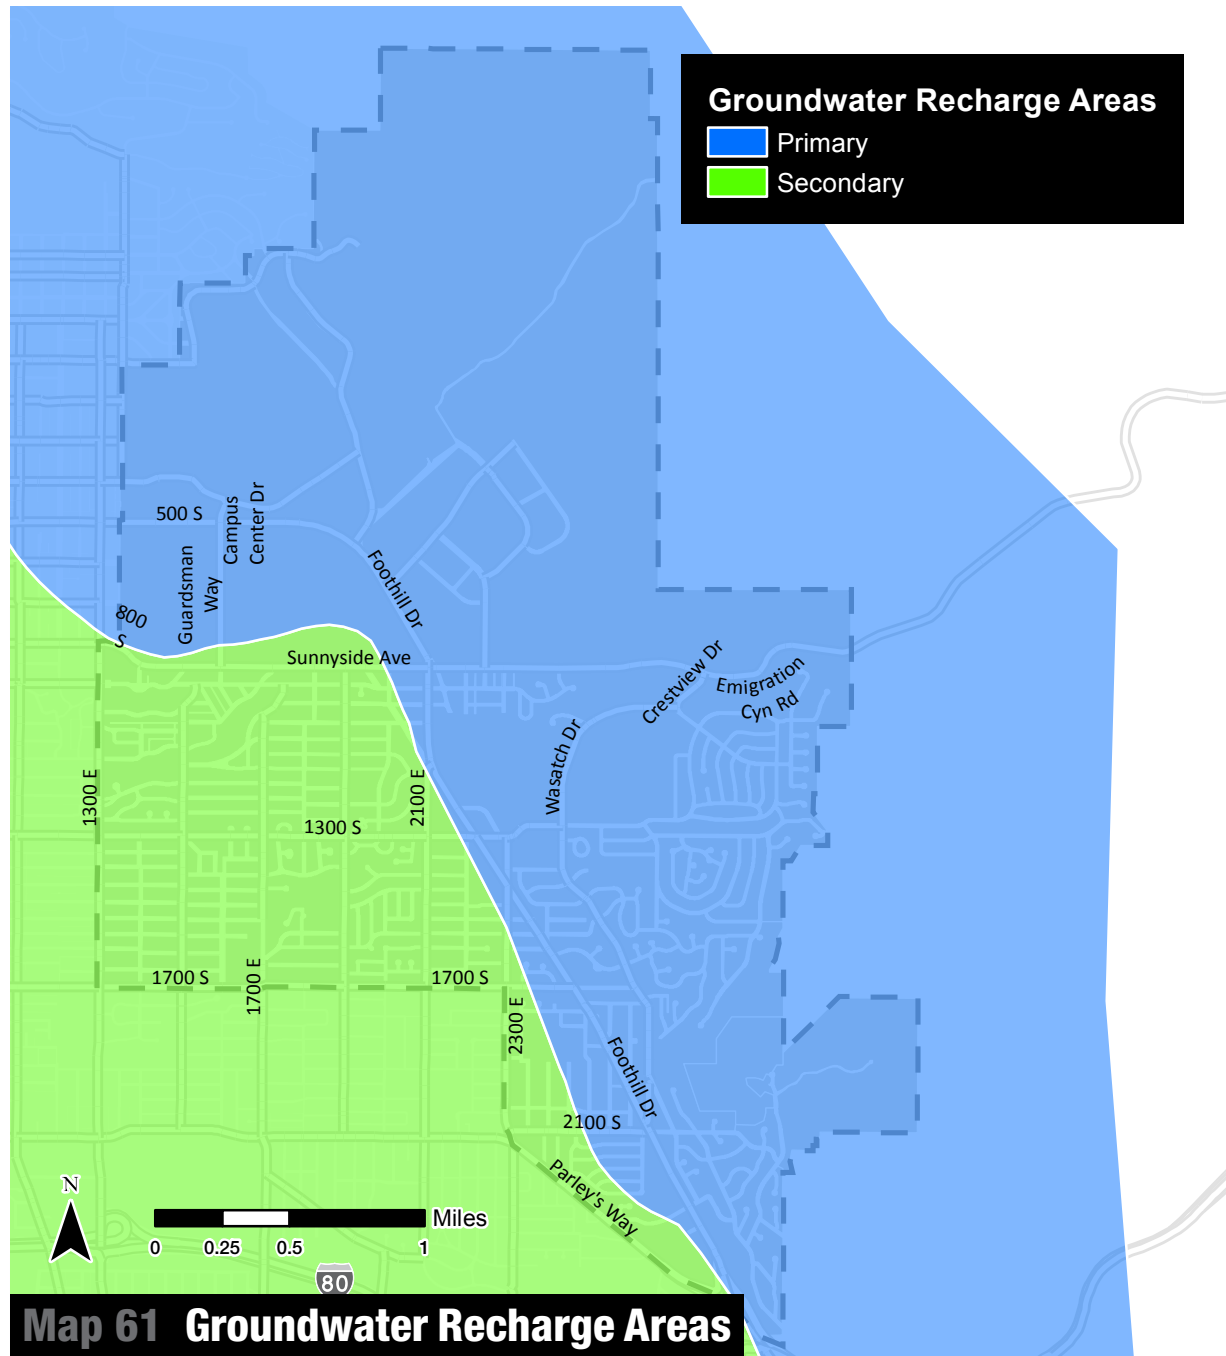 Groundwater Recharge Areas
Primary
Secondary
500 S
Campus
Center Dr
Guardsman
Way
Foothill Dr
800
S
Sunnyside Ave
Crestview Dr
Emigration
Cyn Rd
Wasatch Dr
1300 E
2100 E
1300 S
1700 S
1700 E
1700 S
2300 E
Foothill Dr
2100 S
Parley's Way
N
Miles
0
0.25
0.5
1
80
Map 61 Groundwater Recharge Areas